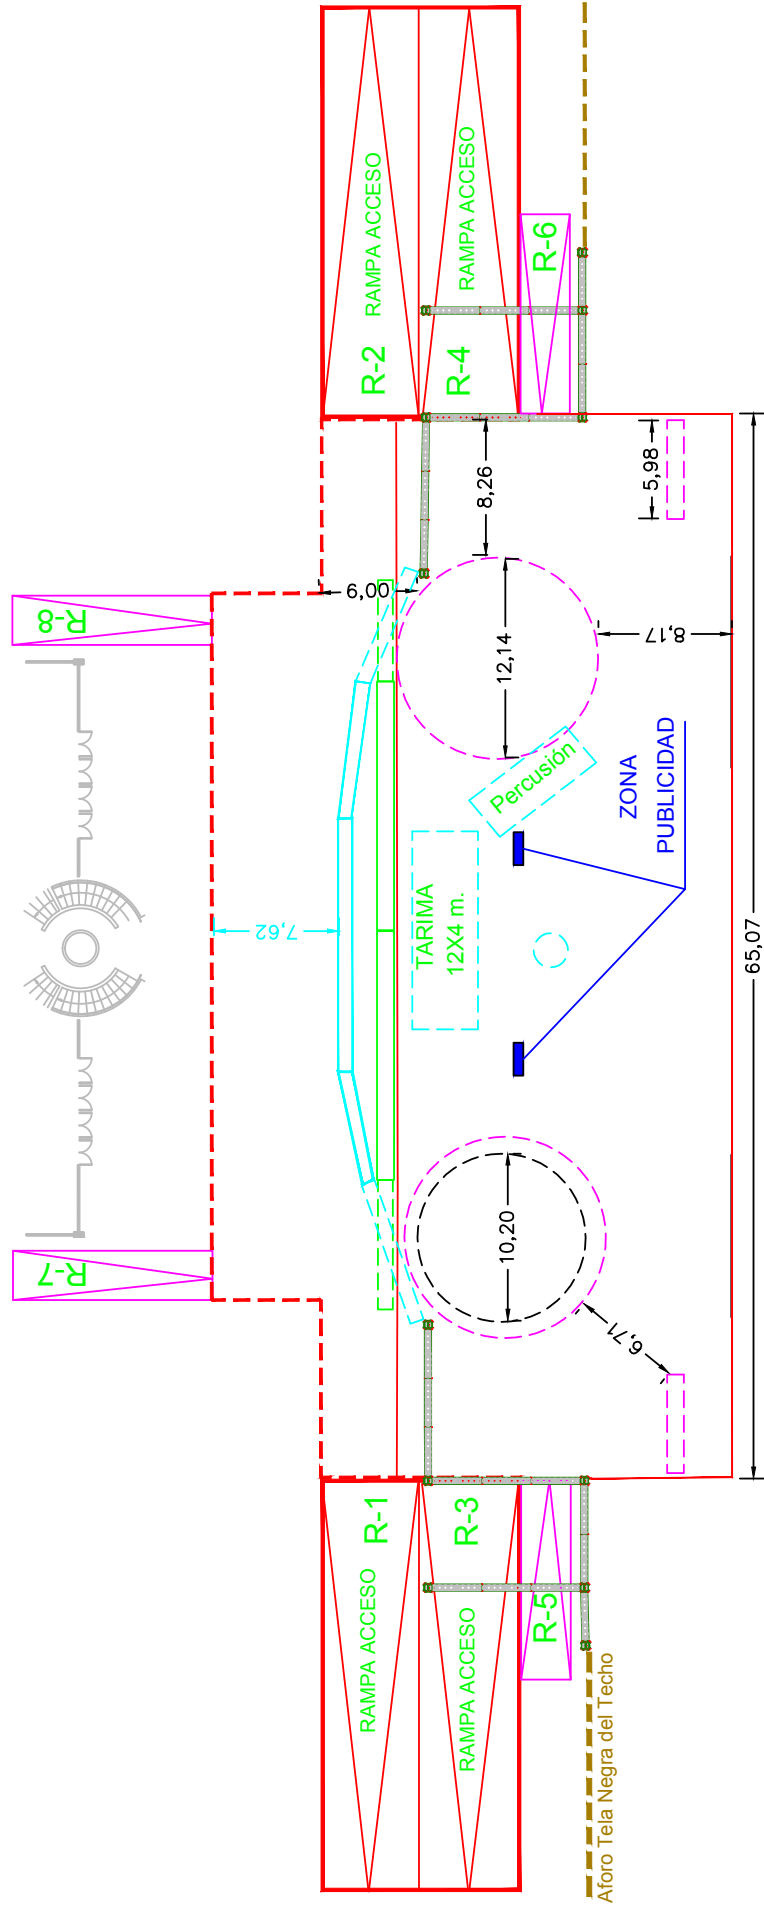 R-7
R-8
7,62
9,00
R-1
RAMPA ACCESO
R-2
RAMPA ACCESO
R-3
RAMPA ACCESO
R-4
RAMPA ACCESO
TARIMA
12X4 m.
Percusión
8,26
10,20
12,14
R-5
R-6
6,71
5,98
8,17
ZONA
PUBLICIDAD
Aforo Tela Negra del Techo
65,07